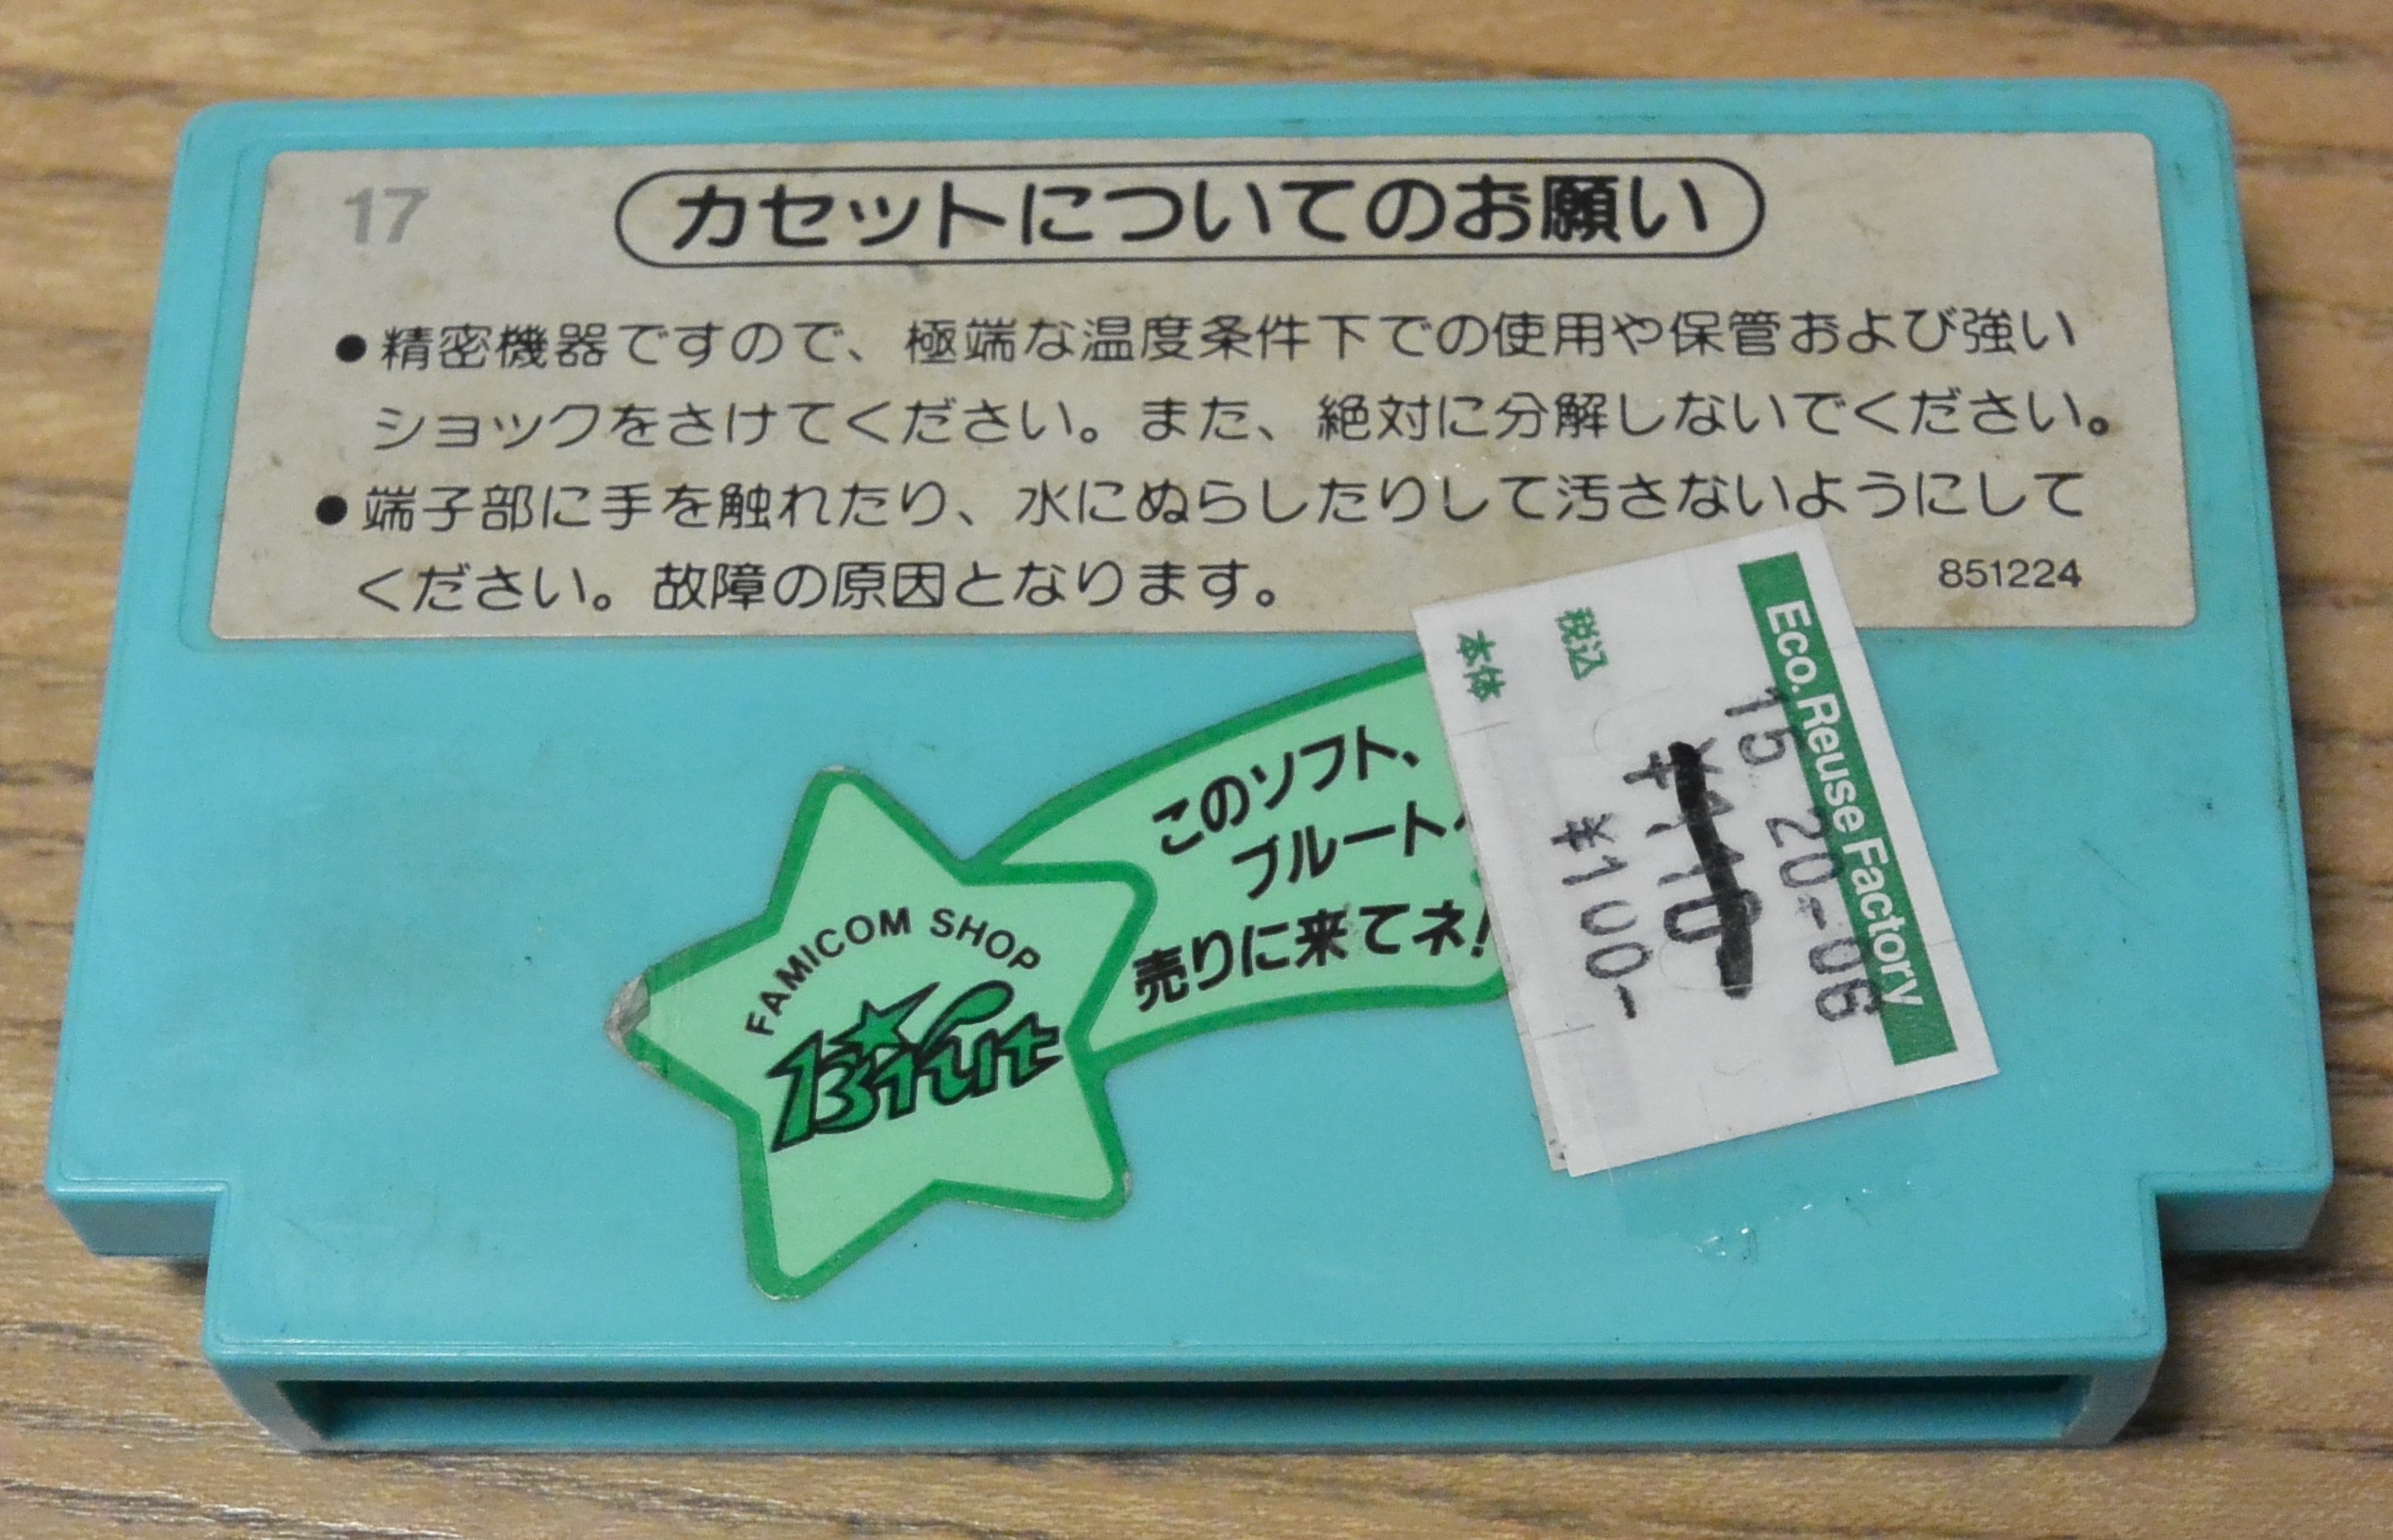 17
カセットについてのお願い
●精密機器ですので、極端な温度条件下での使用や保管および強い
ショックをさけてください。また、絶対に分解しないでください。
●端子部に手を触れたり、水にぬらしたりして汚さないようにして
ください。故障の原因となります。
851224
このソフト、
ブルート
売りに来てネ!
FAMICOM SHOP
Brut
Eco.Reuse Factory
15 20-06
税込
本体 ¥100-